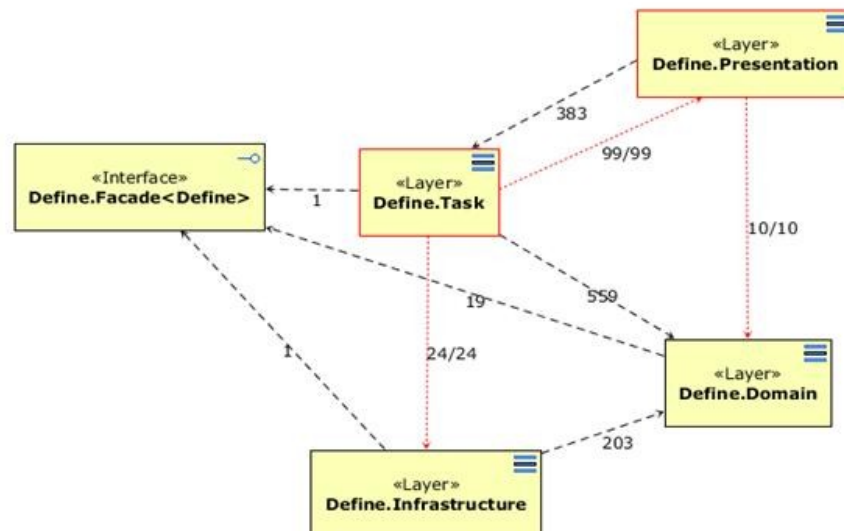 «Layer»
Define.Presentation
383
99/99
«Interface»
Define.Facade<Define>
1
«Layer»
Define.Task
10/10
19
559
1
24/24
«Layer»
Define.Domain
203
«Layer»
Define.Infrastructure